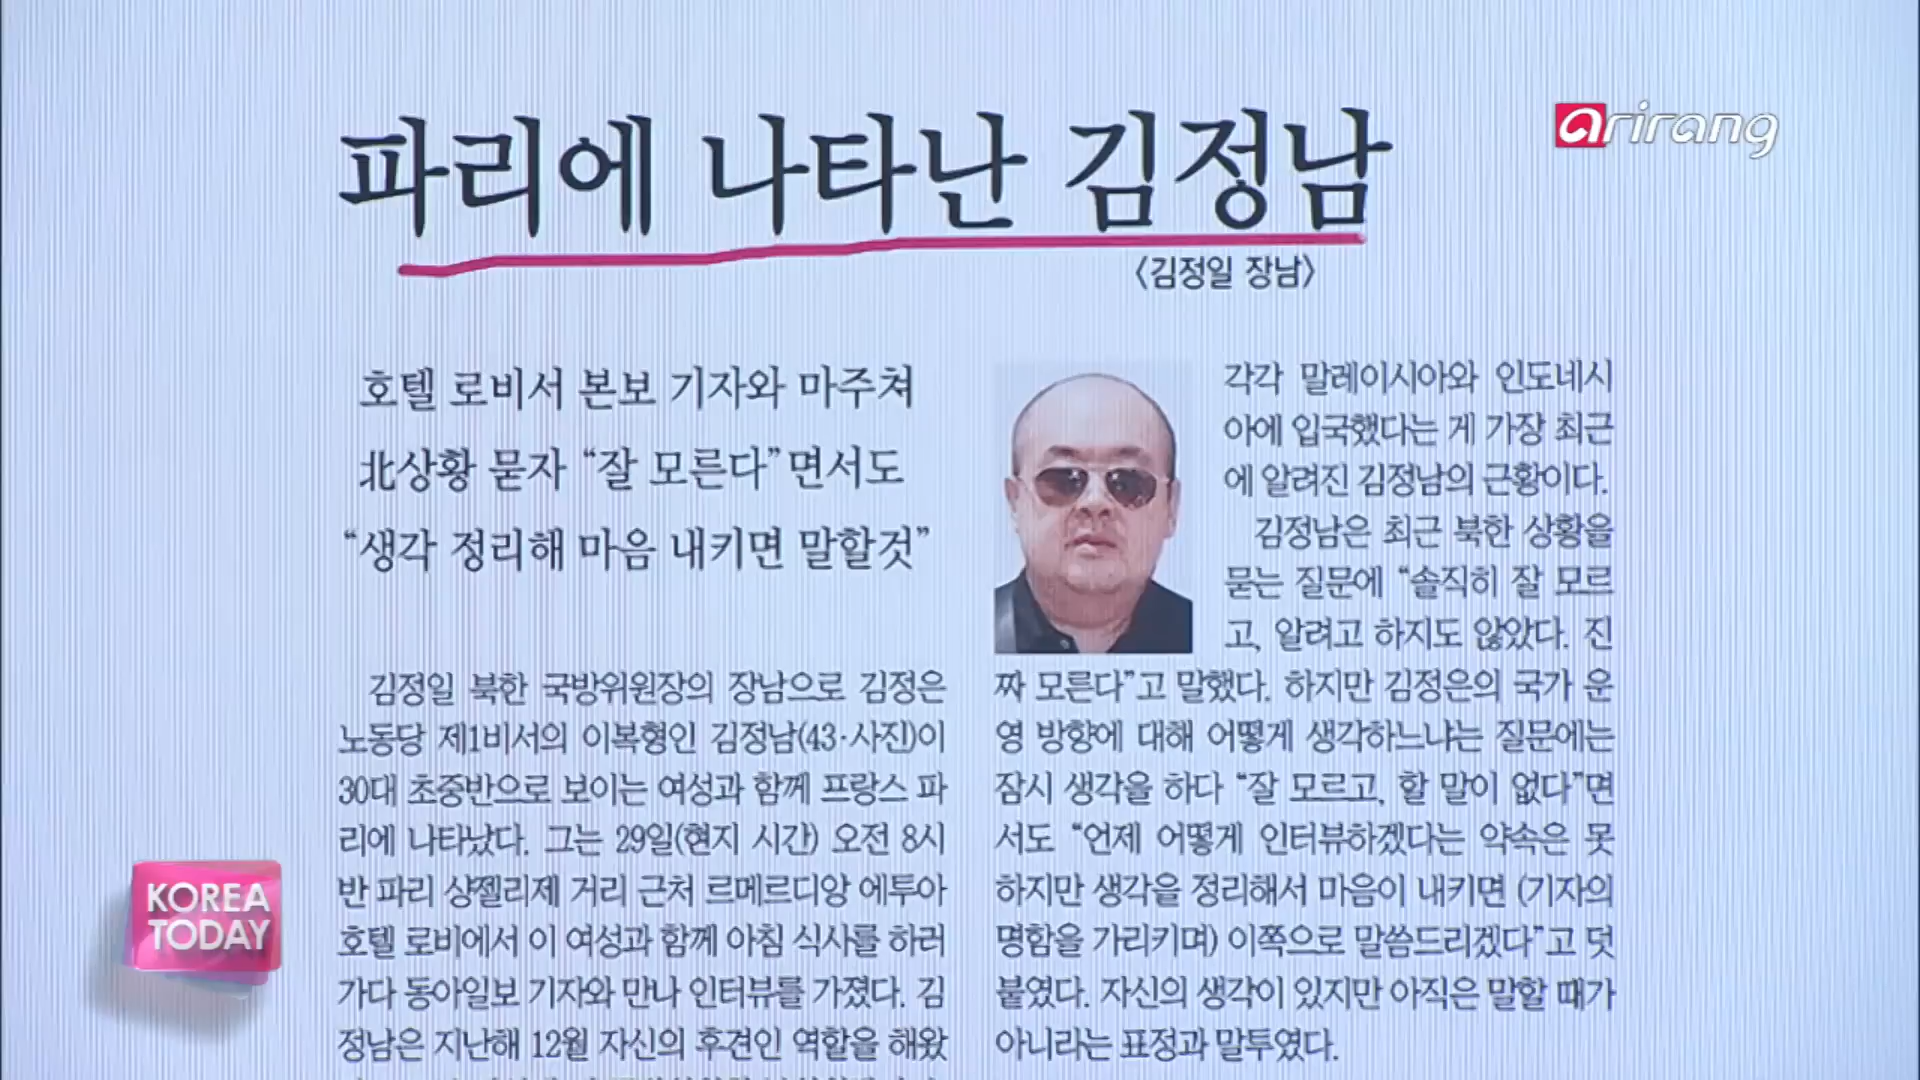 파리에 나타난 김정남
〈김정일 장남〉
arirang
호텔 로비서 본보 기자와 마주쳐
北상황 묻자 “잘 모른다”면서도
“생각 정리해 마음 내키면 말할것”
김정일 북한 국방위원장의 장남으로 김정은
노동당 제1비서의 이복형인 김정남(43·사진)이
30대 초중반으로 보이는 여성과 함께 프랑스 파
리에 나타났다. 그는 29일(현지 시간) 오전 8시
반 파리 샹젤리제 거리 근처 르메르디앙 에투아
호텔 로비에서 이 여성과 함께 아침 식사를 하러
가다 동아일보 기자와 만나 인터뷰를 가졌다. 김
정남은 지난해 12월 자신의 후견인 역할을 해왔
각각 말레이시아와 인도네시
아에 입국했다는 게 가장 최근
에 알려진 김정남의 근황이다.
김정남은 최근 북한 상황을
묻는 질문에 “솔직히 잘 모르
고, 알려고 하지도 않았다. 진
짜 모른다”고 말했다. 하지만 김정은의 국가 운
영 방향에 대해 어떻게 생각하느냐는 질문에는
잠시 생각을 하다 “잘 모르고, 할 말이 없다”면
서도 “언제 어떻게 인터뷰하겠다는 약속은 못
하지만 생각을 정리해서 마음이 내키면 (기자의
명함을 가리키며) 이쪽으로 말씀드리겠다”고 덧
붙였다. 자신의 생각이 있지만 아직은 말할 때가
아니라는 표정과 말투였다.
KOREA
TODAY